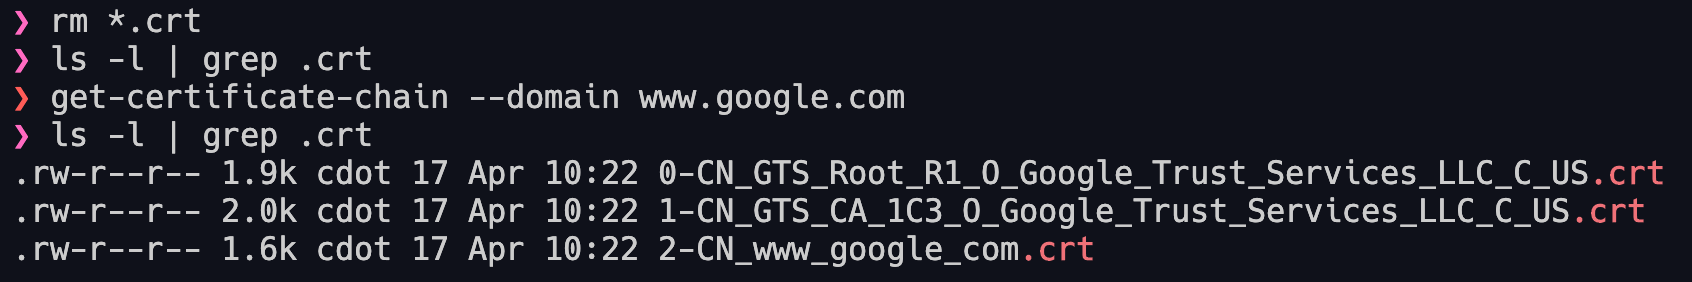 ❯ rm *.crt
❯ ls -l | grep .crt
❯ get-certificate-chain --domain www.google.com
❯ ls -l | grep .crt
.rw-r--r-- 1.9k cdot 17 Apr 10:22 0-CN_GTS_Root_R1_O_Google_Trust_Services_LLC_C_US.crt
.rw-r--r-- 2.0k cdot 17 Apr 10:22 1-CN_GTS_CA_1C3_O_Google_Trust_Services_LLC_C_US.crt
.rw-r--r-- 1.6k cdot 17 Apr 10:22 2-CN_www_google_com.crt